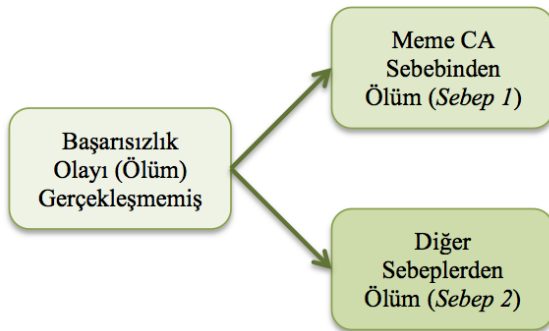 Meme CA
Sebebinden
Ölüm (Sebep 1)
Başarısızlık
Olayı (Ölüm)
Gerçekleşmemiş
Diğer
Sebeplerden
Ölüm (Sebep 2)